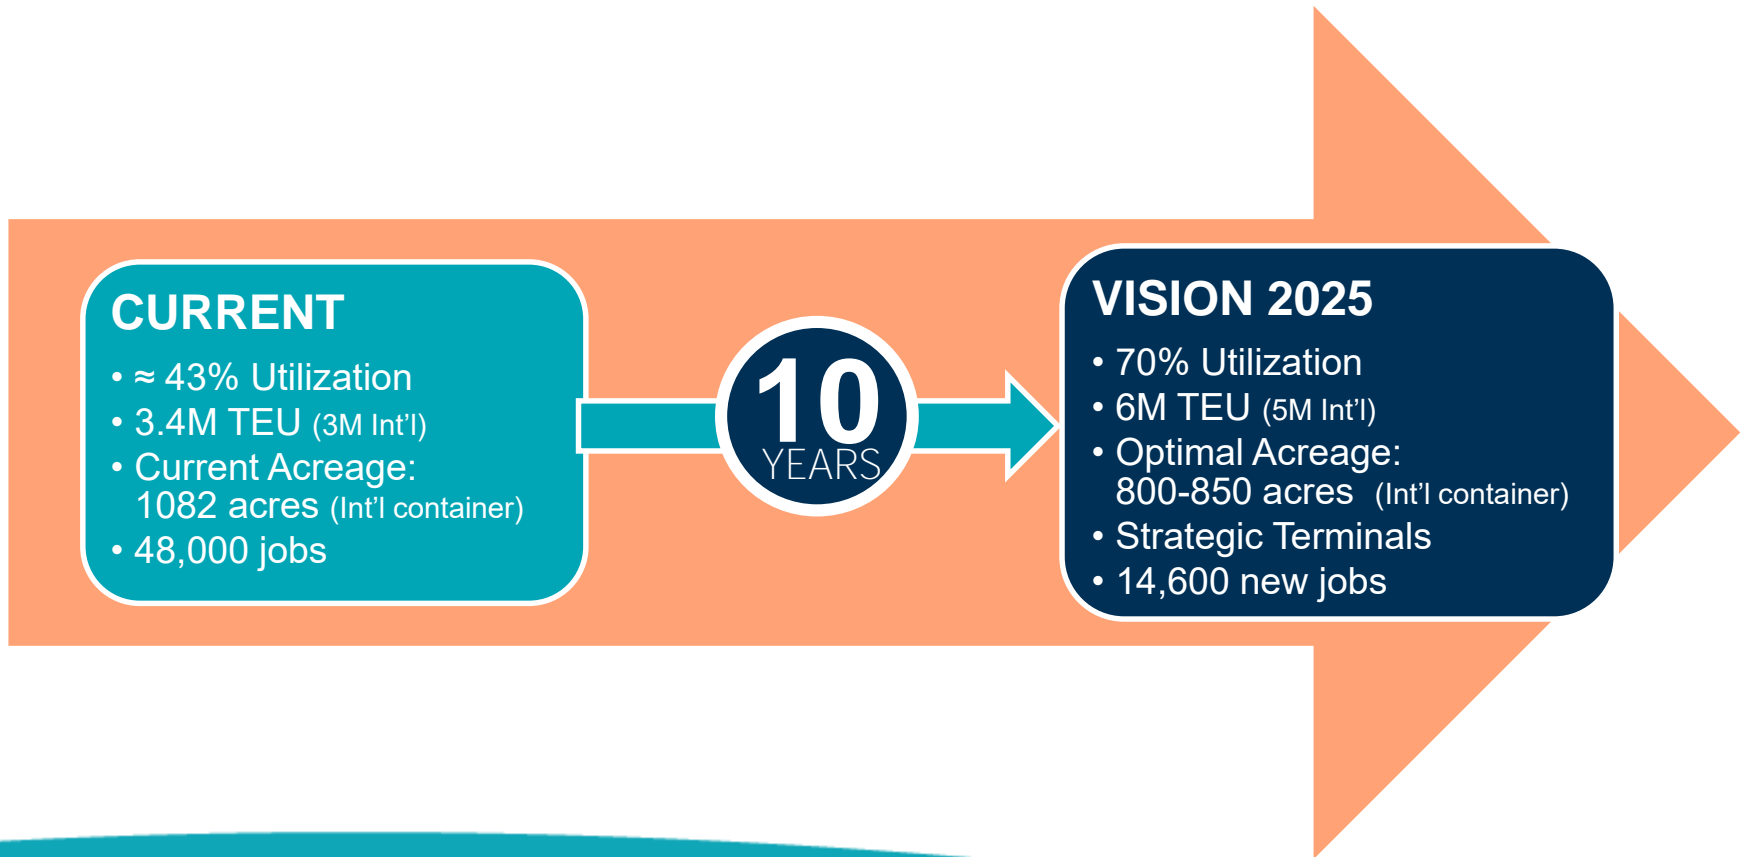 CURRENT
• ≈ 43% Utilization
• 3.4M TEU (3M Int’l)
• Current Acreage:
1082 acres (Int’l container)
• 48,000 jobs
10
YEARS
VISION 2025
• 70% Utilization
• 6M TEU (5M Int’l)
• Optimal Acreage:
800-850 acres (Int’l container)
• Strategic Terminals
• 14,600 new jobs